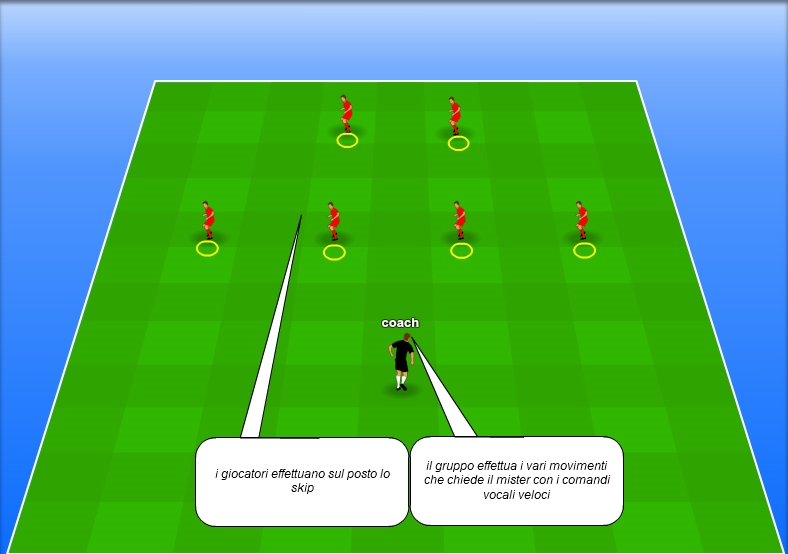 coach
i giocatori effettuano sul posto lo
skip
il gruppo effettua i vari movimenti
che chiede il mister con i comandi
vocali veloci